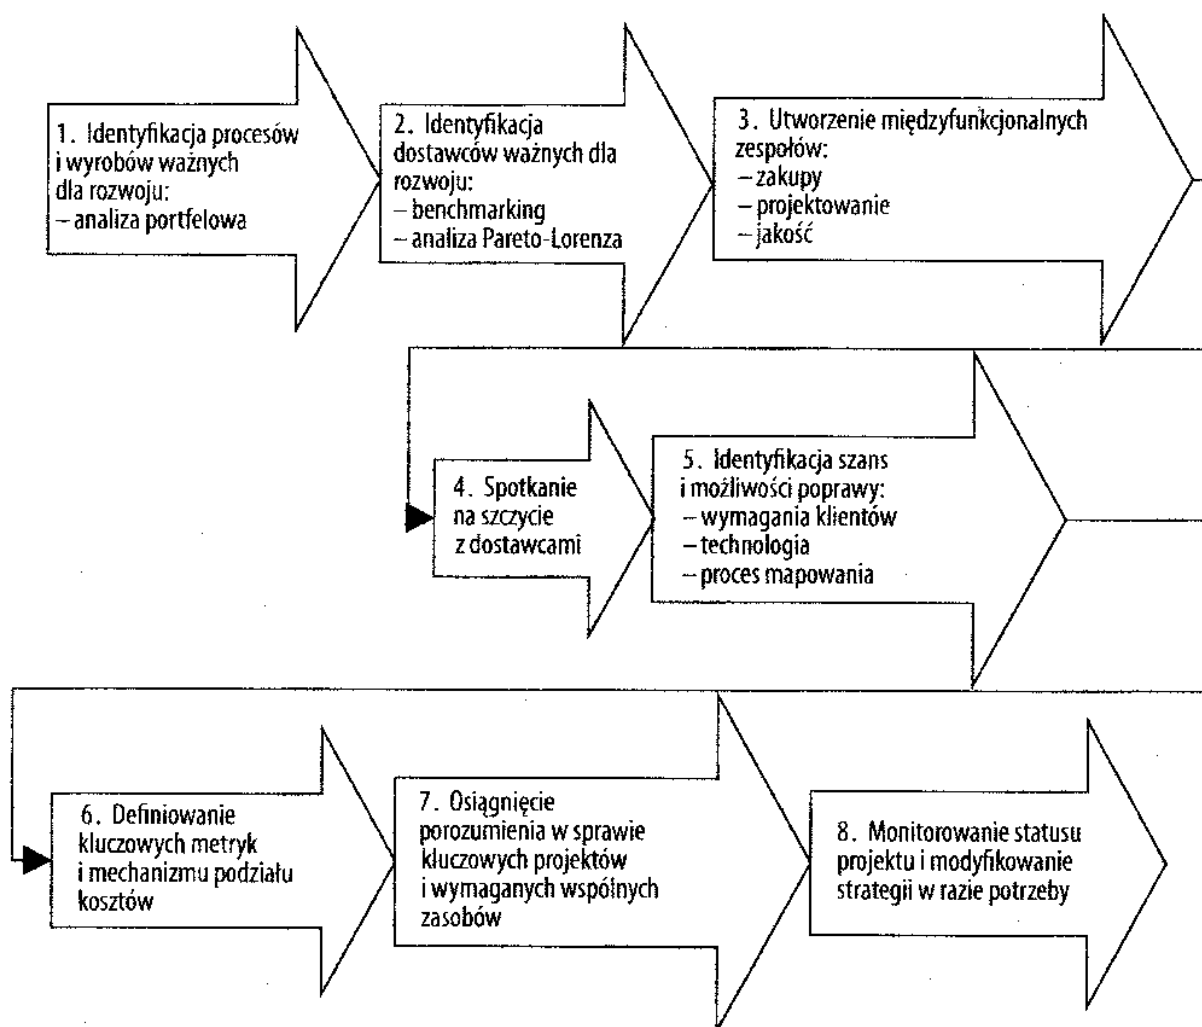 1. Identyfikacja procesów
i wyrobów ważnych
dla rozwoju:
– analiza portfelowa
2. Identyfikacja
dostawców ważnych dla
rozwoju:
– benchmarking
– analiza Pareto-Lorenza
3. Utworzenie międzyfunkcjonalnych
zespołów:
– zakupy
– projektowanie
– jakość
4. Spotkanie
na szczycie
z dostawcami
5. Identyfikacja szans
i możliwości poprawy:
– wymagania klientów
– technologia
– proces mapowania
6. Definiowanie
kluczowych metryk
i mechanizmu podziału
kosztów
7. Osiągnięcie
porozumienia w sprawie
kluczowych projektów
i wymaganych wspólnych
zasobów
8. Monitorowanie statusu
projektu i modyfikowanie
strategii w razie potrzeby